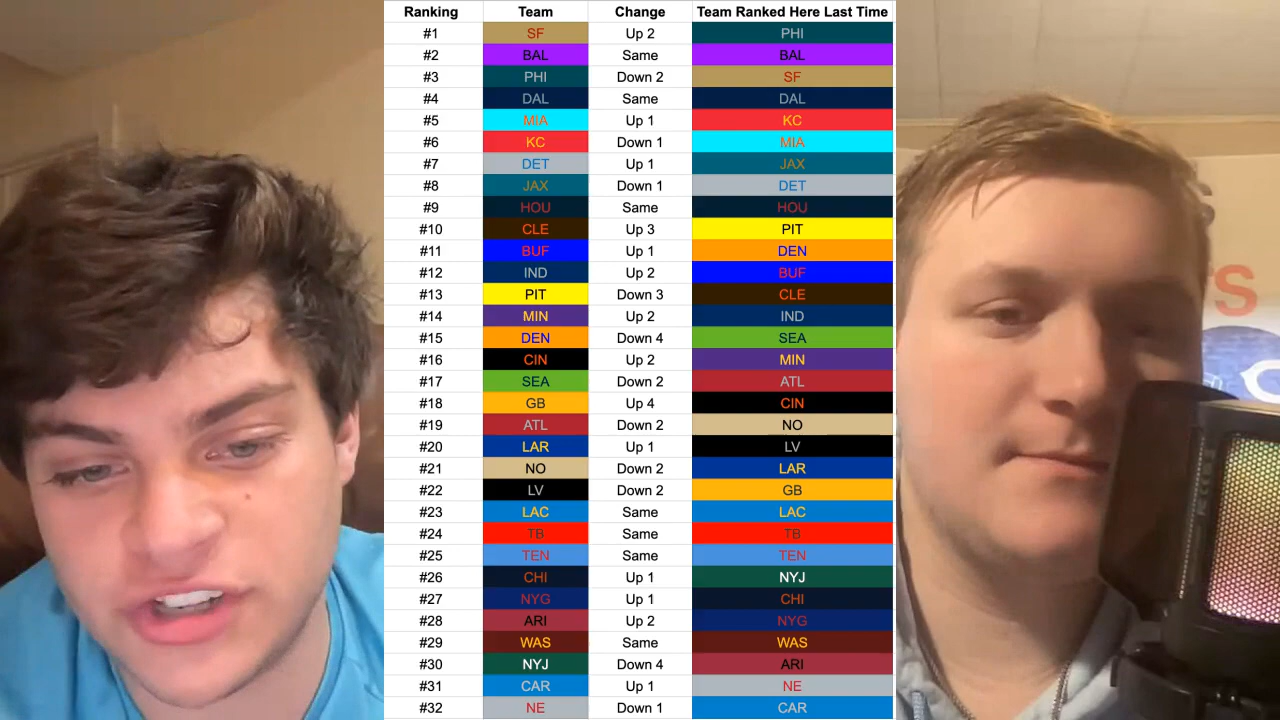 Ranking Team Change Team Ranked Here Last Time
#1 SF Up 2 PHI
#2 BAL Same BAL
#3 PHI Down 2 SF
#4 DAL Same DAL
#5 MIA Up 1 KC
#6 KC Down 1 MIA
#7 DET Up 1 JAX
#8 JAX Down 1 DET
#9 HOU Same HOU
#10 CLE Up 3 PIT
#11 BUF Up 1 DEN
#12 IND Up 2 BUF
#13 PIT Down 3 CLE
#14 MIN Up 2 IND
#15 DEN Down 4 SEA
#16 CIN Up 2 MIN
#17 SEA Down 2 ATL
#18 GB Up 4 CIN
#19 ATL Down 2 NO
#20 LAR Up 1 LV
#21 NO Down 2 LAR
#22 LV Down 2 GB
#23 LAC Same LAC
#24 TB Same TB
#25 TEN Same TEN
#26 CHI Up 1 NYJ
#27 NYG Up 1 CHI
#28 ARI Up 2 NYG
#29 WAS Same WAS
#30 NYJ Down 4 ARI
#31 CAR Up 1 NE
#32 NE Down 1 CAR
S